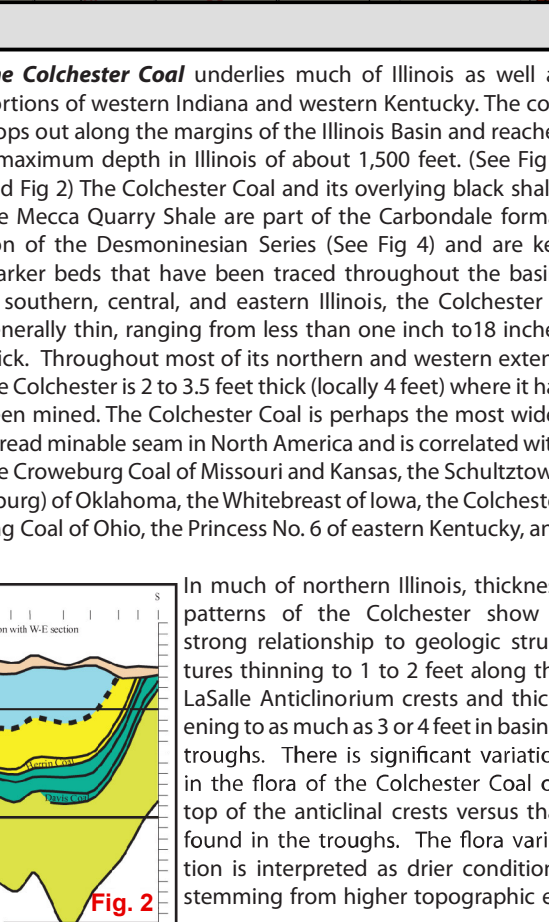 ne Colchester Coal underlies much of Illinois as well a
ortions of western Indiana and western Kentucky. The co
ops out along the margins of the Illinois Basin and reache
maximum depth in Illinois of about 1,500 feet. (See Fig
d Fig 2) The Colchester Coal and its overlying black shal
e Mecca Quarry Shale are part of the Carbondale forma
on of the Desmoninesian Series (See Fig 4) and are ke
arker beds that have been traced throughout the basi
southern, central, and eastern Illinois, the Colchester
enerally thin, ranging from less than one inch to18 inche
ick. Throughout most of its northern and western exten
e Colchester is 2 to 3.5 feet thick (locally 4 feet) where it ha
een mined. The Colchester Coal is perhaps the most wide
read minable seam in North America and is correlated wit
e Croweburg Coal of Missouri and Kansas, the Schultztow
burg) of Oklahoma, the Whitebreast of Iowa, the Colcheste
ng Coal of Ohio, the Princess No. 6 of eastern Kentucky, an
S
on with W-E section
Herrin Coal
Davis Coal
Fig. 2
In much of northern Illinois, thicknes
patterns of the Colchester show
strong relationship to geologic stru
tures thinning to 1 to 2 feet along th
LaSalle Anticlinorium crests and thic
ening to as much as 3 or 4 feet in basin
troughs. There is significant variatio
in the flora of the Colchester Coal o
top of the anticlinal crests versus tha
found in the troughs. The flora vari
tion is interpreted as drier condition
stemming from higher topographic e